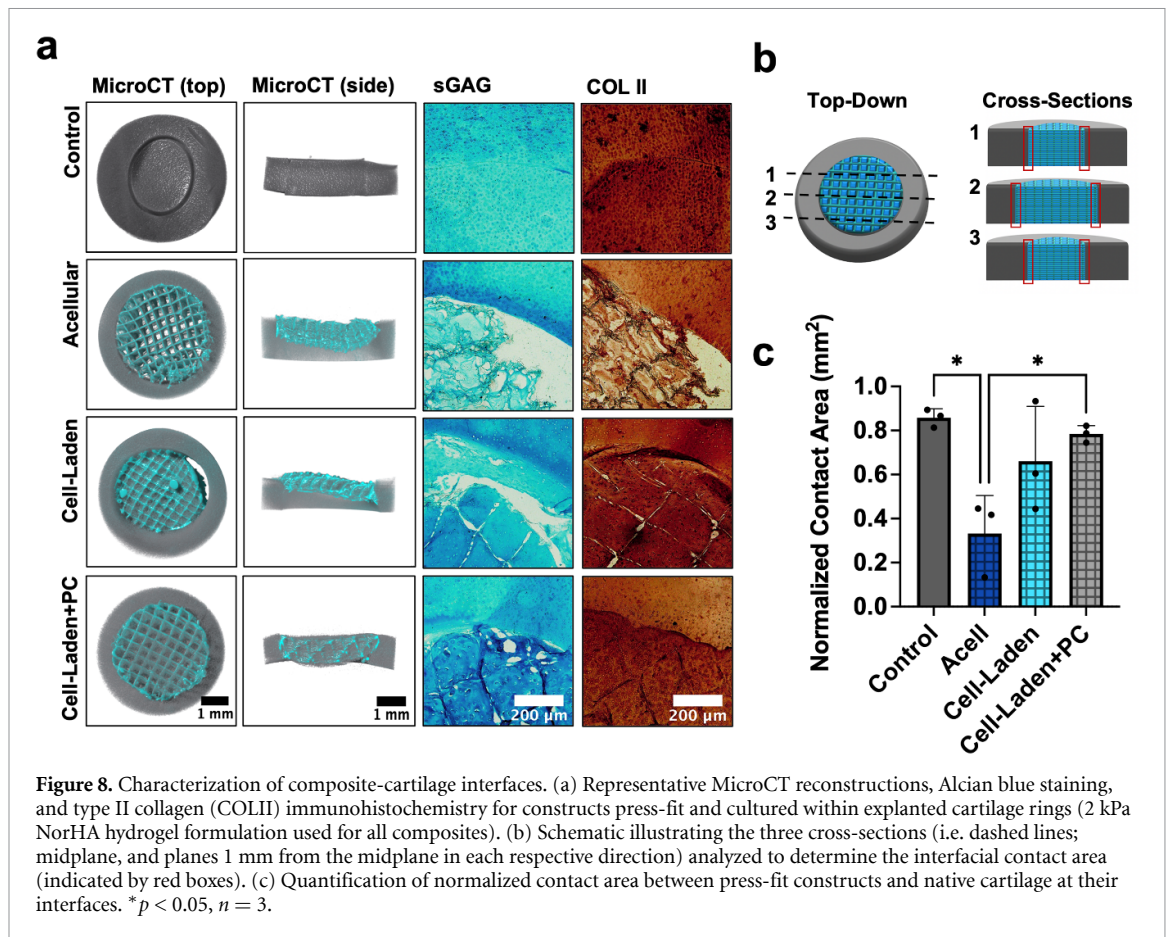 a
MicroCT (top) MicroCT (side) sGAG COL II
Control
Acellular
Cell-Laden
Cell-Laden+PC
1 mm
1 mm
200 µm
200 µm
b
Top-Down Cross-Sections
1
2
3
1
2
3
c
Normalized Contact Area (mm²)
1.0
0.8
0.6
0.4
0.2
0.0
* *
Control
Acell
Cell-Laden
Cell-Laden+PC
Figure 8. Characterization of composite-cartilage interfaces. (a) Representative MicroCT reconstructions, Alcian blue staining,
and type II collagen (COLII) immunohistochemistry for constructs press-fit and cultured within explanted cartilage rings (2 kPa
NorHA hydrogel formulation used for all composites). (b) Schematic illustrating the three cross-sections (i.e. dashed lines;
midplane, and planes 1 mm from the midplane in each respective direction) analyzed to determine the interfacial contact area
(indicated by red boxes). (c) Quantification of normalized contact area between press-fit constructs and native cartilage at their
interfaces. *p < 0.05, n = 3.